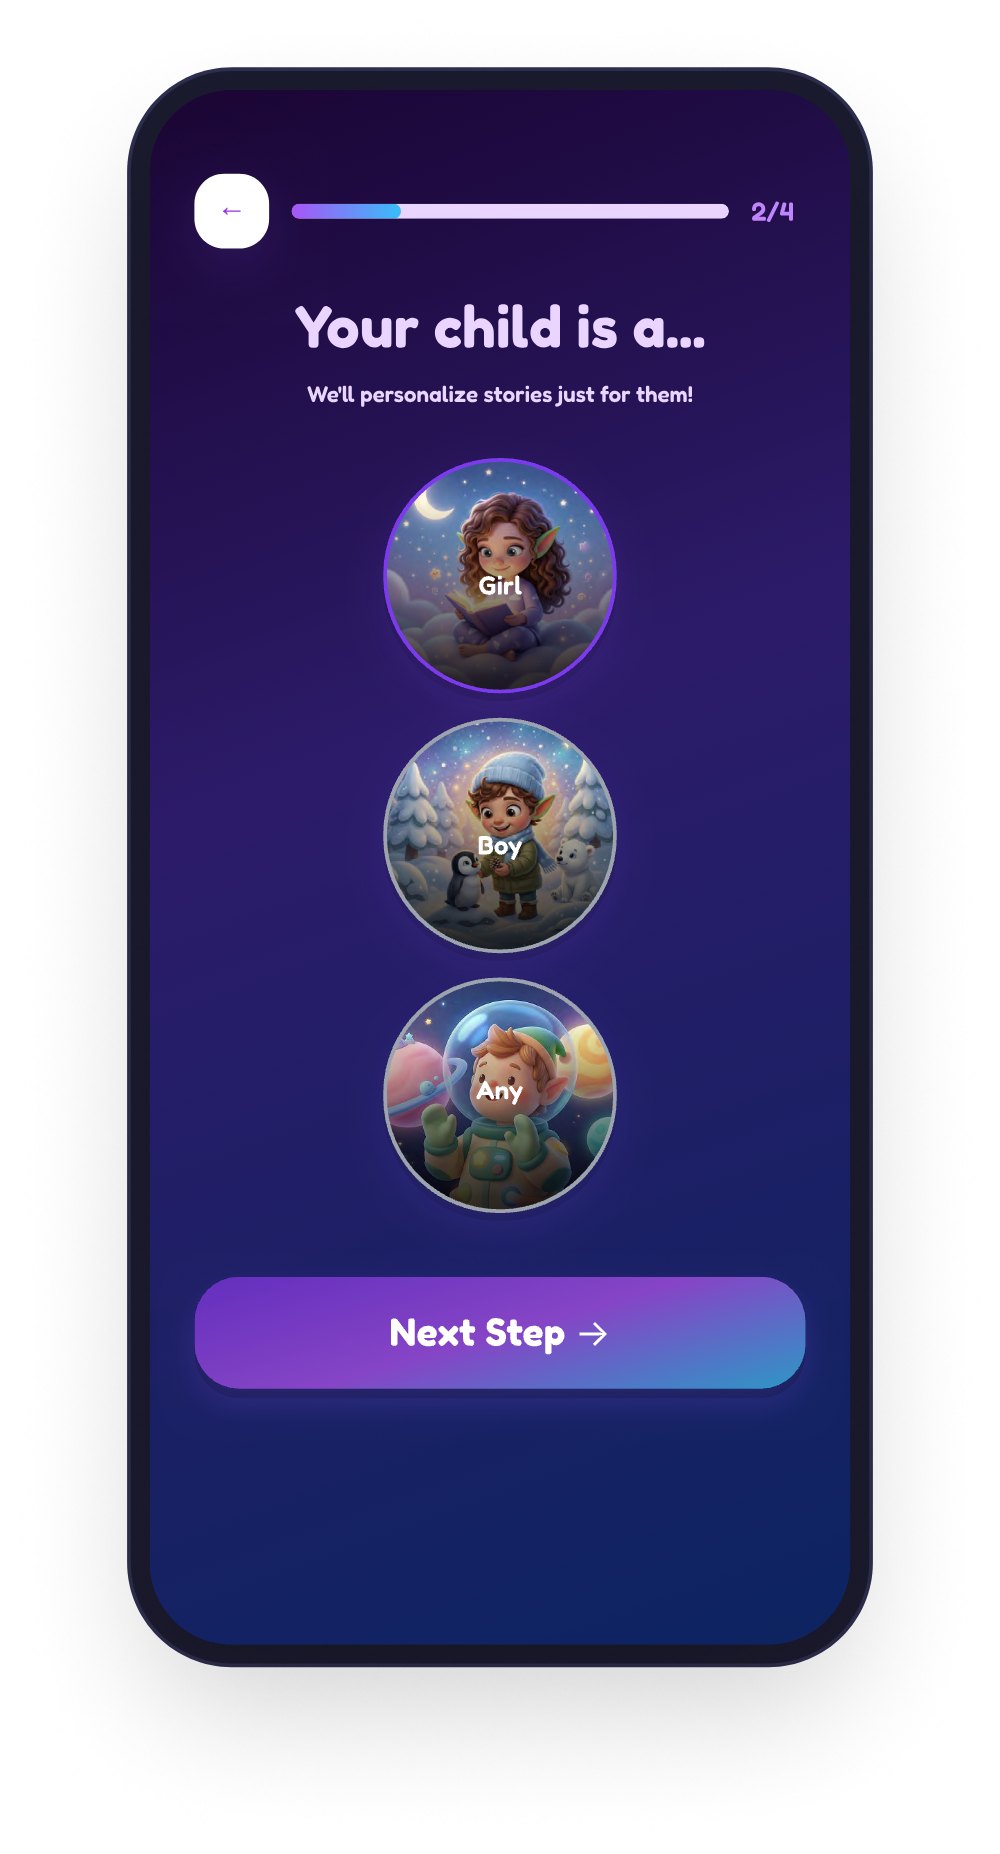 ←
2/4
Your child is a...
We'll personalize stories just for them!
Girl
Boy
Any
Next Step →